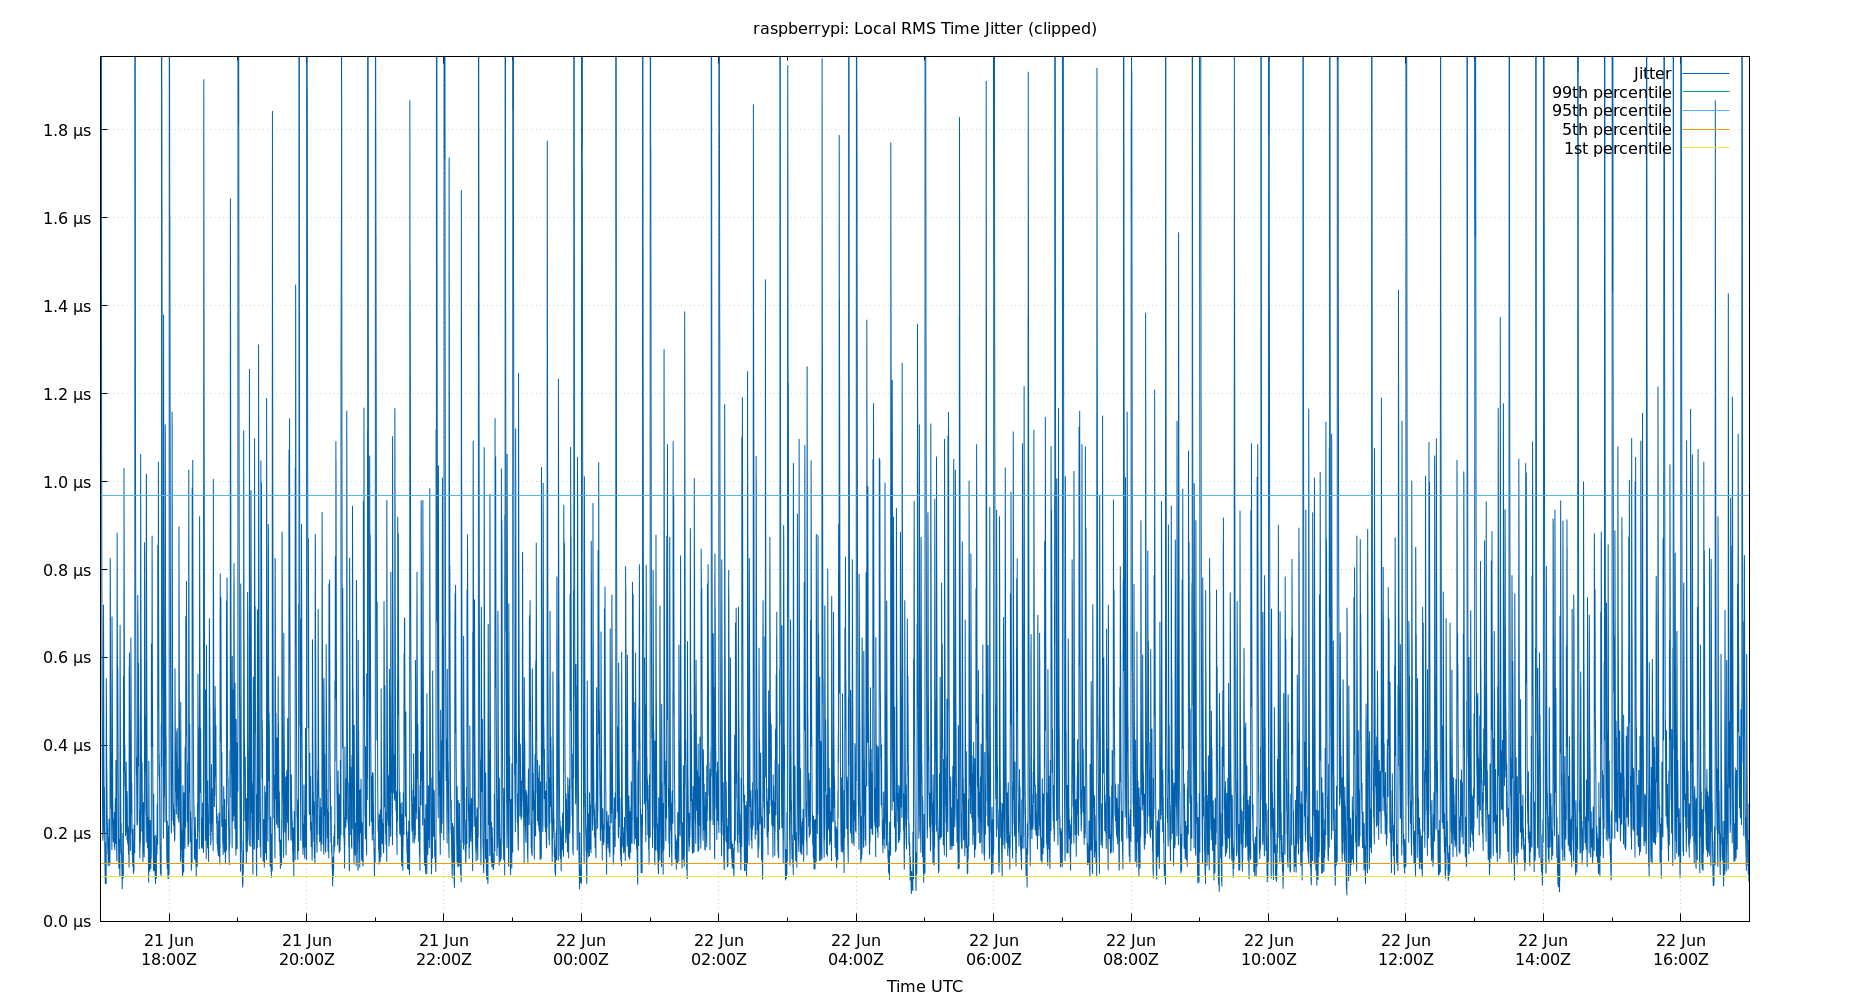 raspberrypi: Local RMS Time Jitter (clipped)
Jitter
99th percentile
95th percentile
5th percentile
1st percentile
1.8 µs
1.6 µs
1.4 µs
1.2 µs
1.0 µs
0.8 µs
0.6 µs
0.4 µs
0.2 µs
0.0 µs
21 Jun 21 Jun 21 Jun 22 Jun 22 Jun 22 Jun 22 Jun 22 Jun 22 Jun 22 Jun 22 Jun 22 Jun
18:00Z 20:00Z 22:00Z 00:00Z 02:00Z 04:00Z 06:00Z 08:00Z 10:00Z 12:00Z 14:00Z 16:00Z
Time UTC